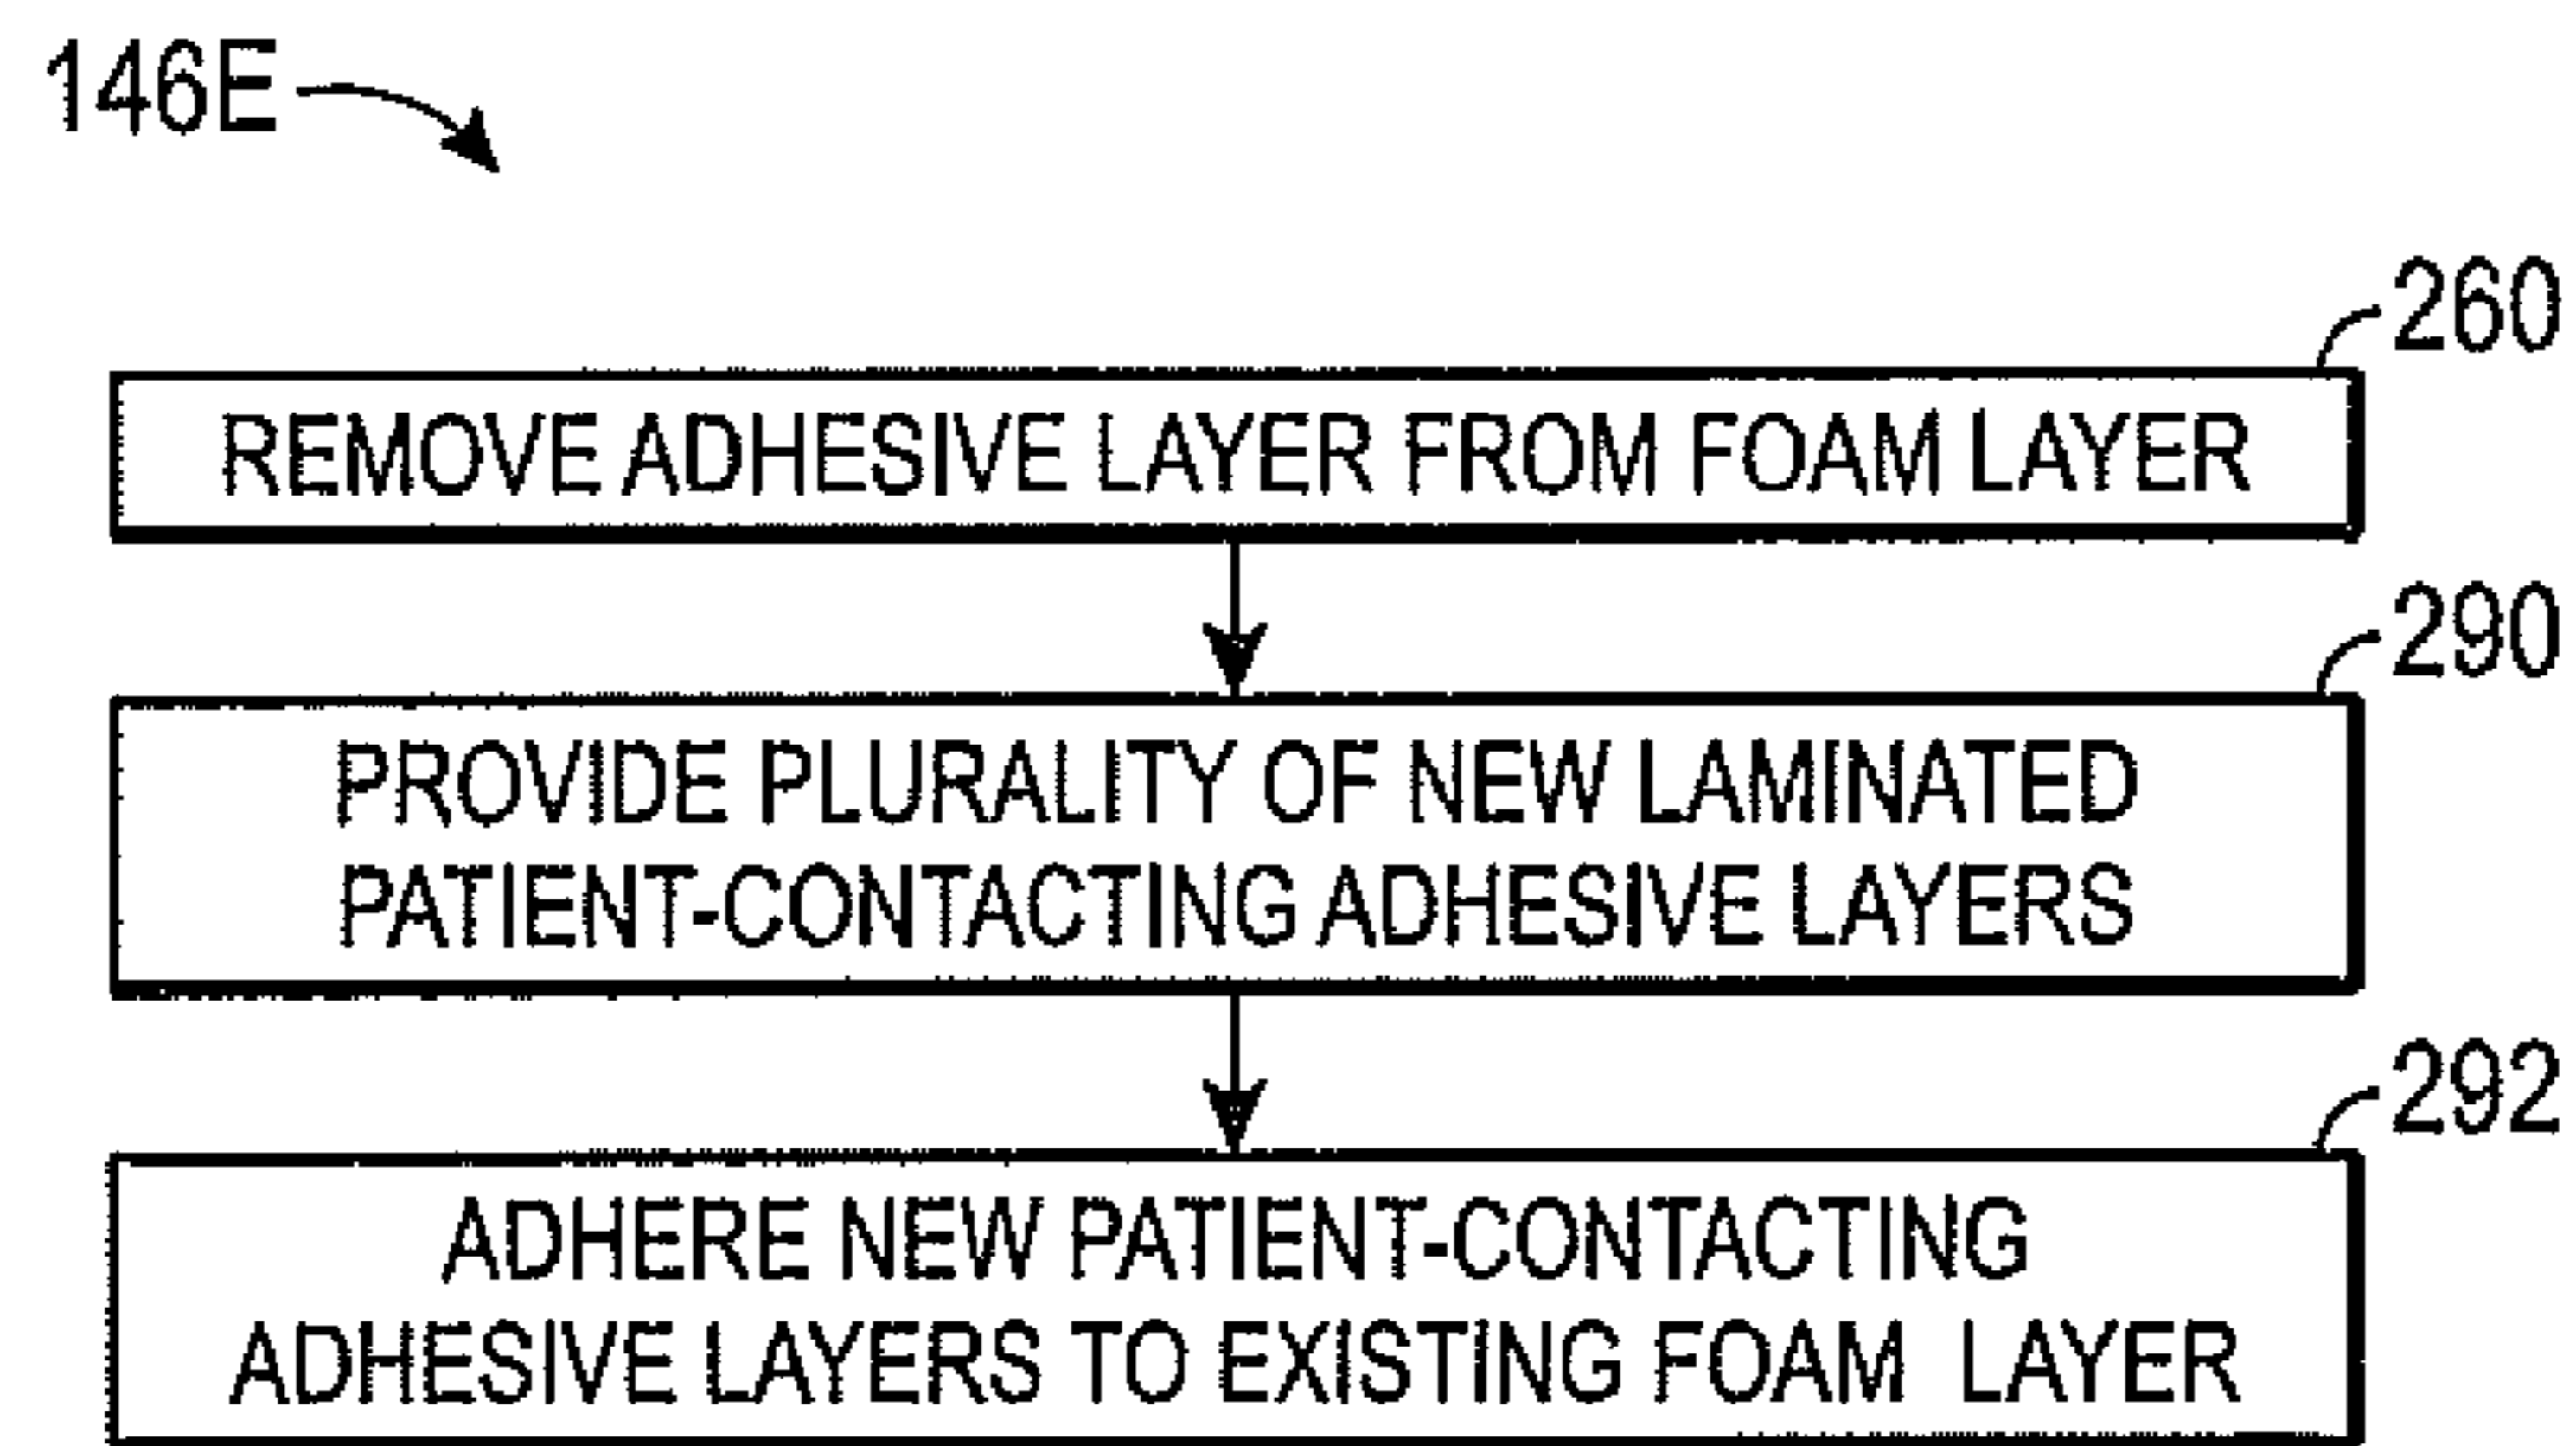 146E
260
REMOVE ADHESIVE LAYER FROM FOAM LAYER
290
PROVIDE PLURALITY OF NEW LAMINATED
PATIENT-CONTACTING ADHESIVE LAYERS
292
ADHERE NEW PATIENT-CONTACTING
ADHESIVE LAYERS TO EXISTING FOAM LAYER